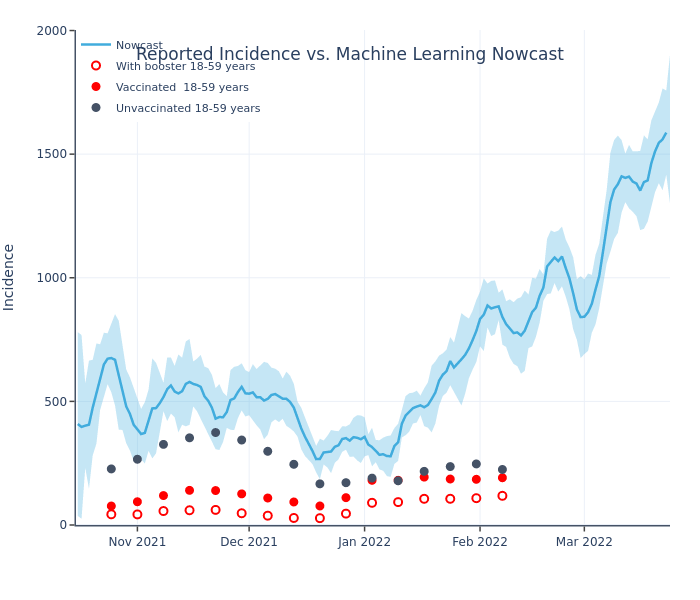 Reported Incidence vs. Machine Learning Nowcast
Nowcast
With booster 18-59 years
Vaccinated  18-59 years
Unvaccinated 18-59 years
2000
1500
1000
500
0
Incidence
Nov 2021
Dec 2021
Jan 2022
Feb 2022
Mar 2022